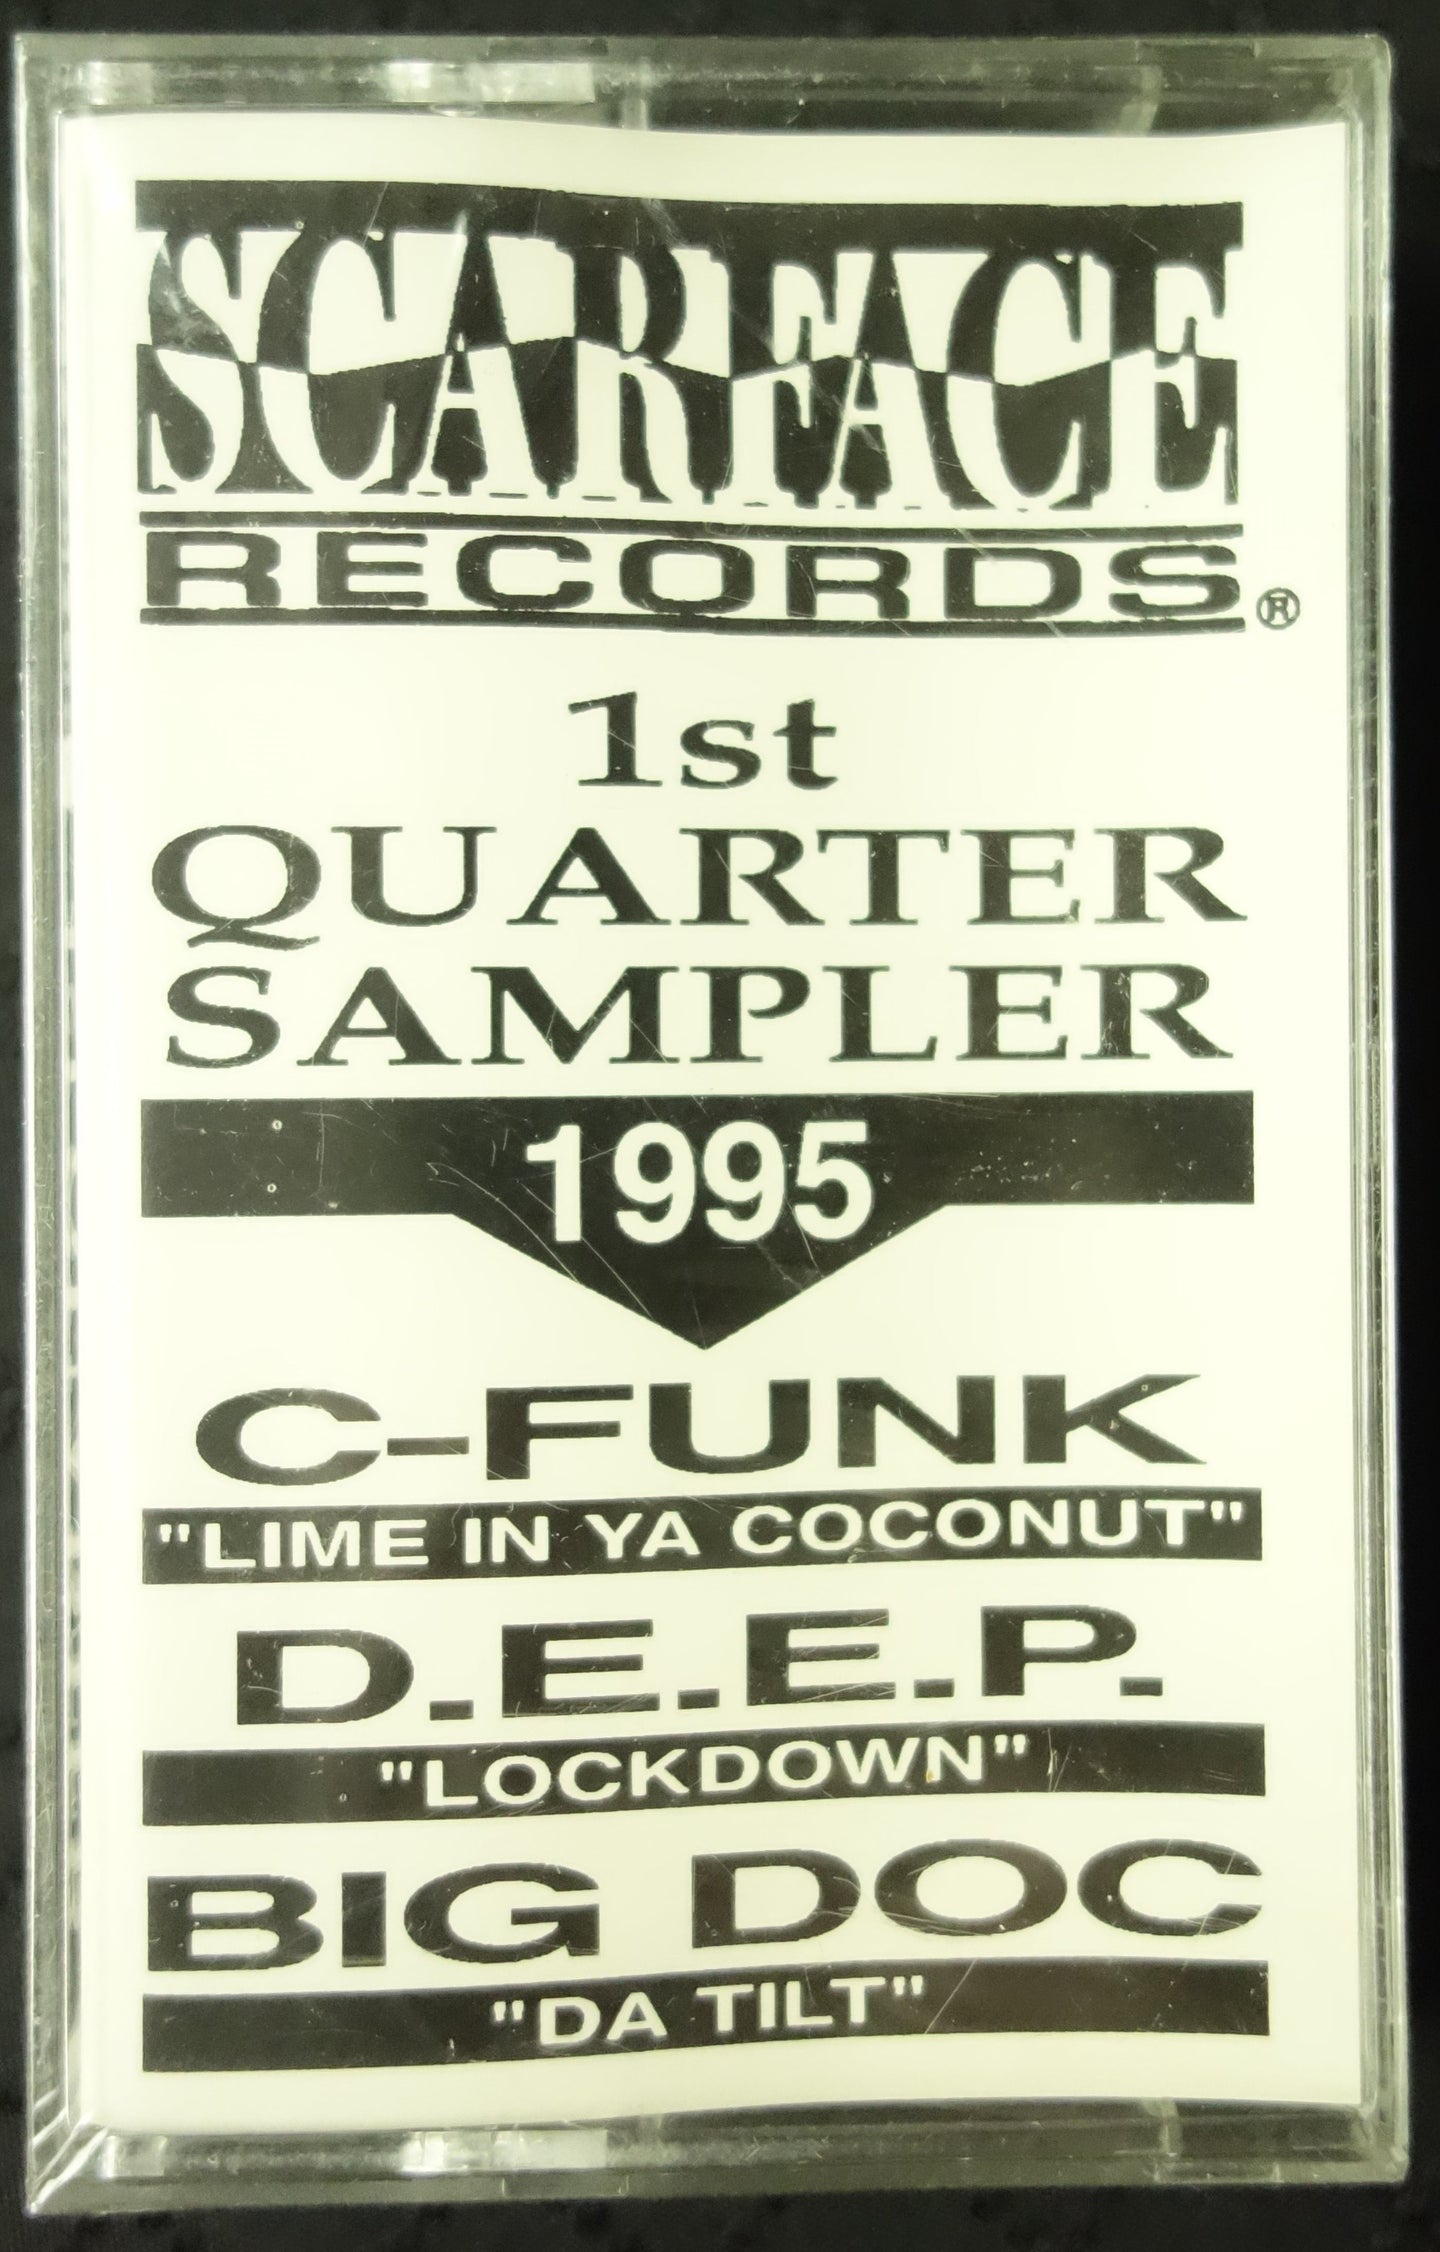 SCARFACE
RECORDS®
1st
QUARTER
SAMPLER
1995
C-FUNK
"LIME IN YA COCONUT"
D.E.E.P.
"LOCKDOWN"
BIG DOC
"DA TILT"